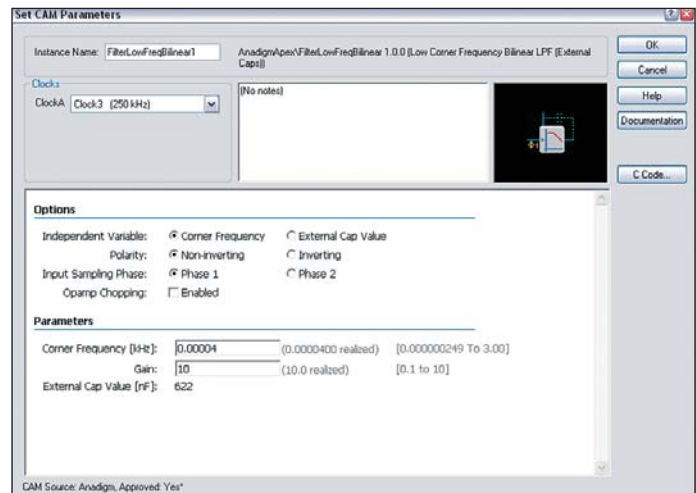 Set CAM Parameters
Instance Name: FilterLowFreqBilinear1
AnadigmApex\FilterLowFreqBilinear 1.0.0 (Low Corner Frequency Bilinear LPF (External Caps))
OK
Cancel
Help
Documentation
C Code...
Clocks
ClockA Clock3 (250 kHz)
(No notes)
Options
Independent Variable: Corner Frequency External Cap Value
Polarity: Non-inverting Inverting
Input Sampling Phase: Phase 1 Phase 2
Opamp Chopping: Enabled
Parameters
Corner Frequency [kHz]: 0.00004 (0.0000400 realized) [0.000000249 To 3.00]
Gain: 10 (10.0 realized) [0.1 to 10]
External Cap Value [nF]: 622
CAM Source: Anadigm, Approved: Yes*